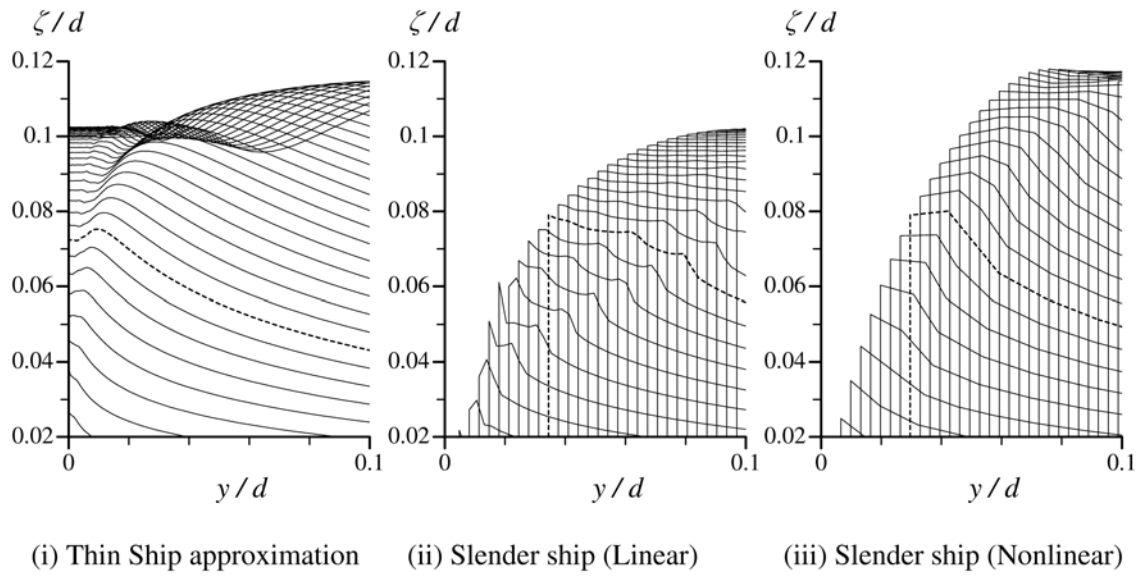 ζ / d
0.12
0.1
0.08
0.06
0.04
0.02
0
0.1
y / d
(i) Thin Ship approximation
ζ / d
0.12
0.1
0.08
0.06
0.04
0.02
0
0.1
y / d
(ii) Slender ship (Linear)
ζ / d
0.12
0.1
0.08
0.06
0.04
0.02
0
0.1
y / d
(iii) Slender ship (Nonlinear)